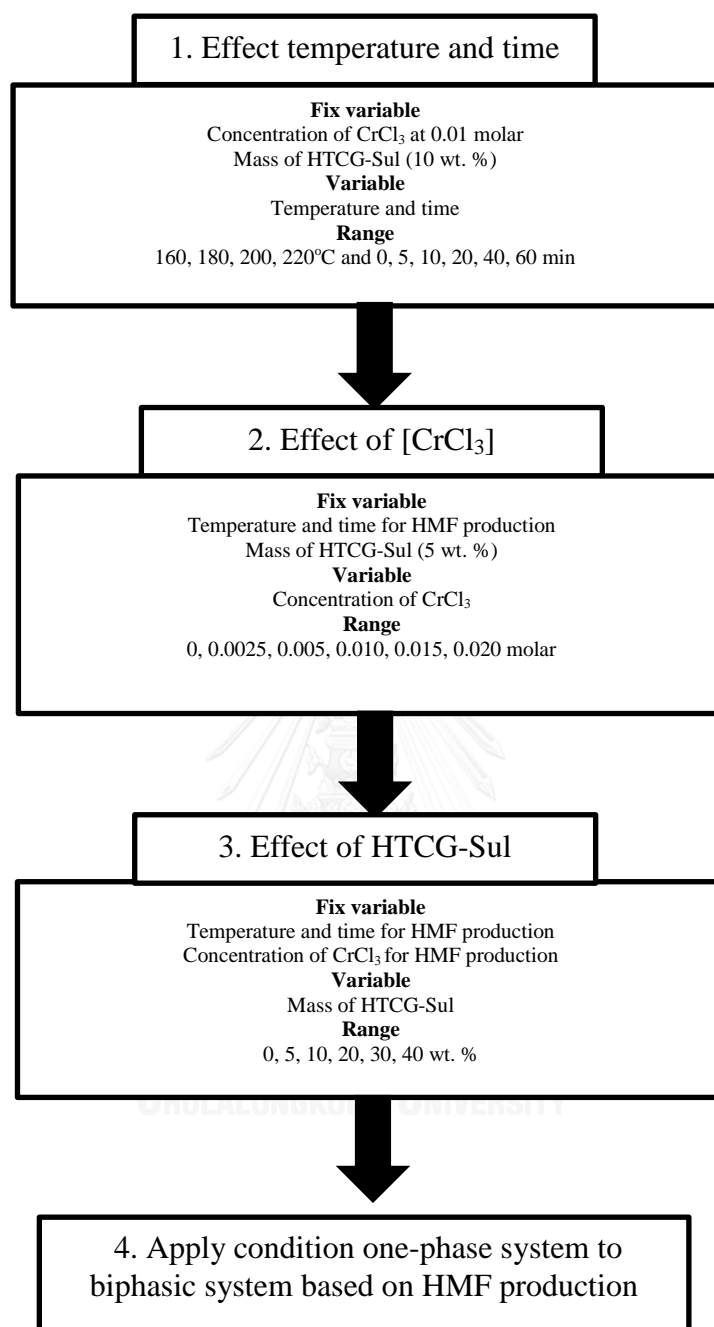 1. Effect temperature and time
Fix variable
Concentration of CrCl₃ at 0.01 molar
Mass of HTCG-Sul (10 wt. %)
Variable
Temperature and time
Range
160, 180, 200, 220°C and 0, 5, 10, 20, 40, 60 min
2. Effect of [CrCl₃]
Fix variable
Temperature and time for HMF production
Mass of HTCG-Sul (5 wt. %)
Variable
Concentration of CrCl₃
Range
0, 0.0025, 0.005, 0.010, 0.015, 0.020 molar
3. Effect of HTCG-Sul
Fix variable
Temperature and time for HMF production
Concentration of CrCl₃ for HMF production
Variable
Mass of HTCG-Sul
Range
0, 5, 10, 20, 30, 40 wt. %
CHULALONGKORN UNIVERSITY
4. Apply condition one-phase system to
biphasic system based on HMF production